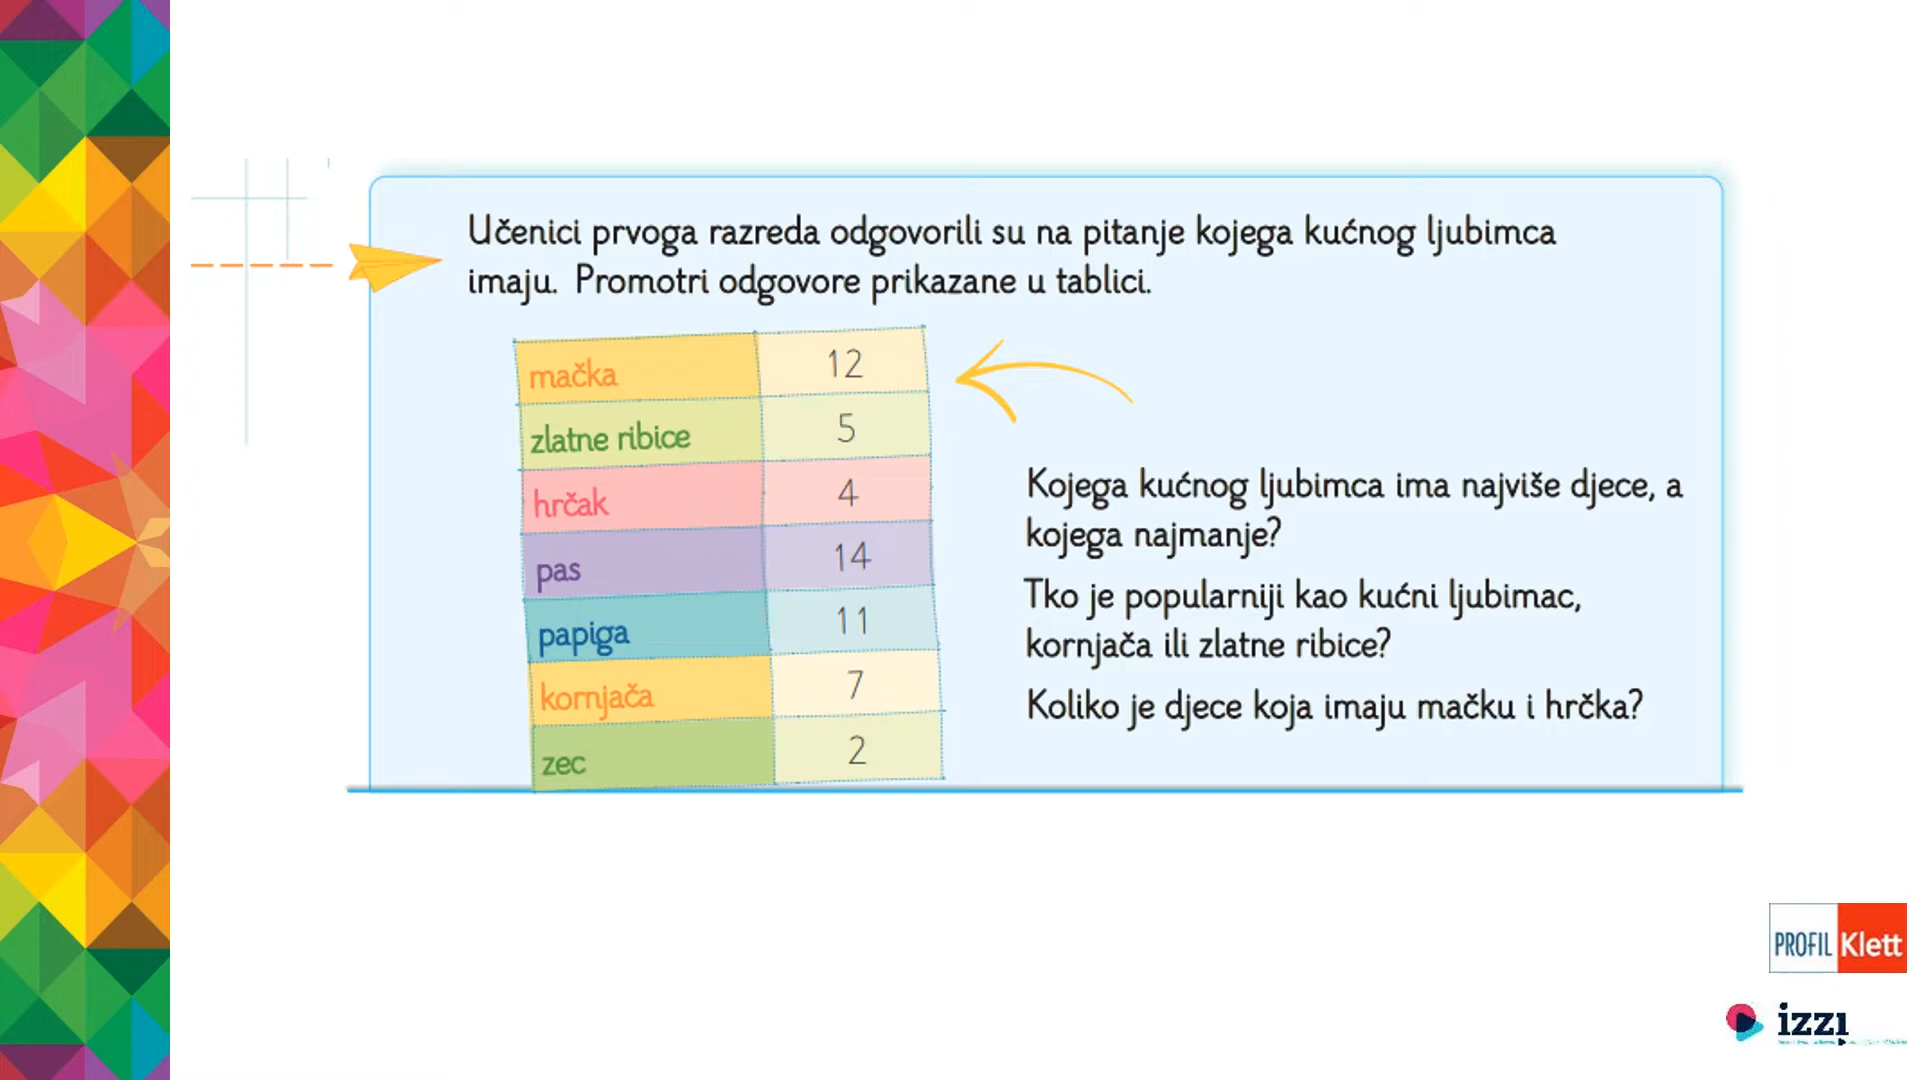 Učenici prvoga razreda odgovorili su na pitanje kojega kućnog ljubimca
imaju. Promotri odgovore prikazane u tablici.
mačka 12
zlatne ribice 5
hrčak 4
pas 14
papiga 11
kornjača 7
zec 2
Kojega kućnog ljubimca ima najviše djece, a
kojega najmanje?
Tko je popularniji kao kućni ljubimac,
kornjača ili zlatne ribice?
Koliko je djece koja imaju mačku i hrčka?
PROFIL Klett
izzi